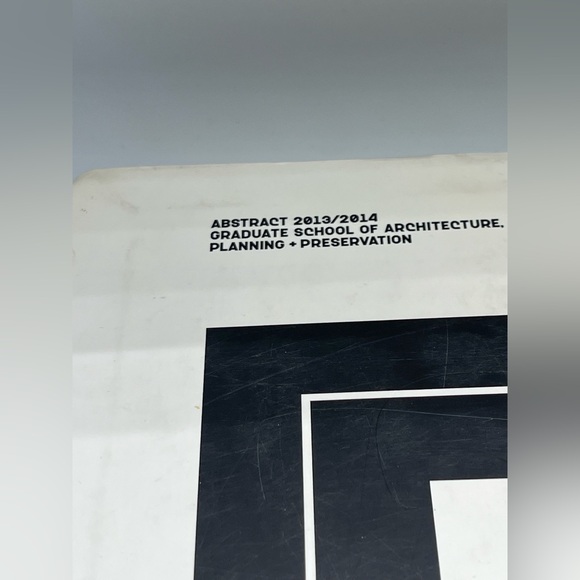 ABSTRACT 2013/2014
GRADUATE SCHOOL OF ARCHITECTURE,
PLANNING + PRESERVATION